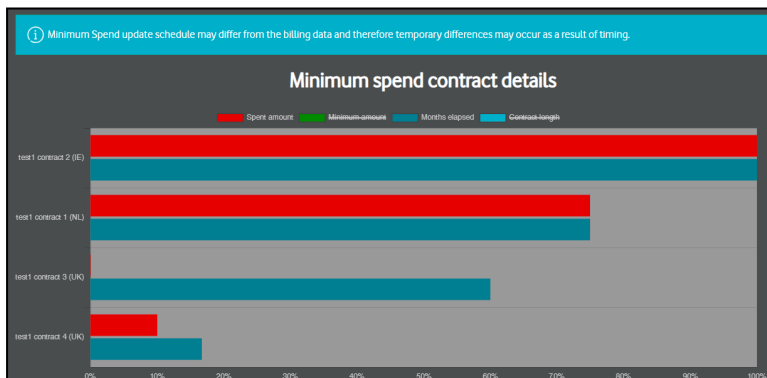 Minimum Spend update schedule may differ from the billing data and therefore temporary differences may occur as a result of timing.
Minimum spend contract details
Spent amount Minimum amount Months elapsed Contract length
test1 contract 2 (IE)
test1 contract 1 (NL)
test1 contract 3 (UK)
test1 contract 4 (UK)
0% 10% 20% 30% 40% 50% 60% 70% 80% 90% 100%